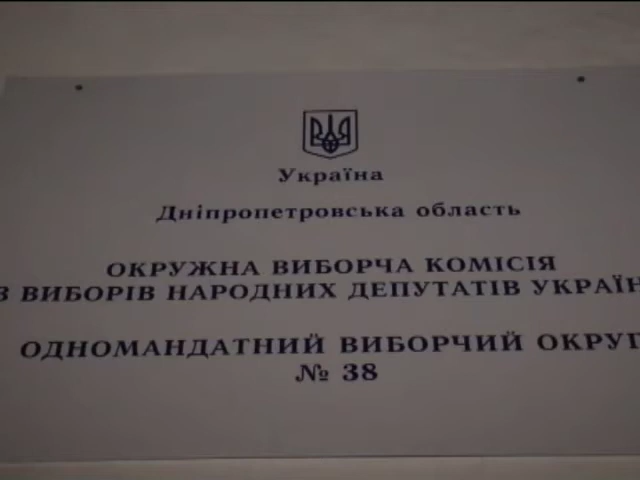 Україна
Дніпропетровська область
ОКРУЖНА ВИБОРЧА КОМІСІЯ
З ВИБОРІВ НАРОДНИХ ДЕПУТАТІВ УКРАЇН
ОДНОМАНДАТНИЙ ВИБОРЧИЙ ОКРУГ
№ 38